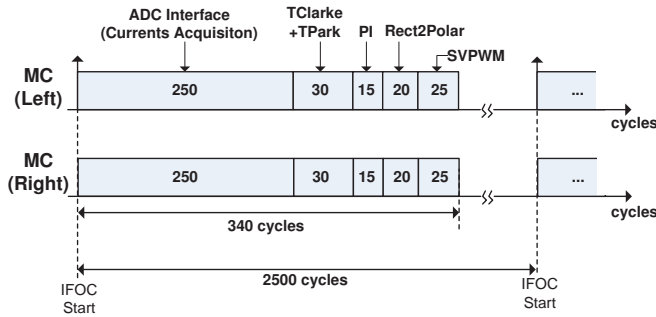 ADC Interface
(Currents Acquisiton)
TClarke
+TPark
PI
Rect2Polar
SVPWM
MC
(Left)
250
30
15
20
25
...
cycles
MC
(Right)
250
30
15
20
25
...
cycles
340 cycles
2500 cycles
IFOC
Start
IFOC
Start